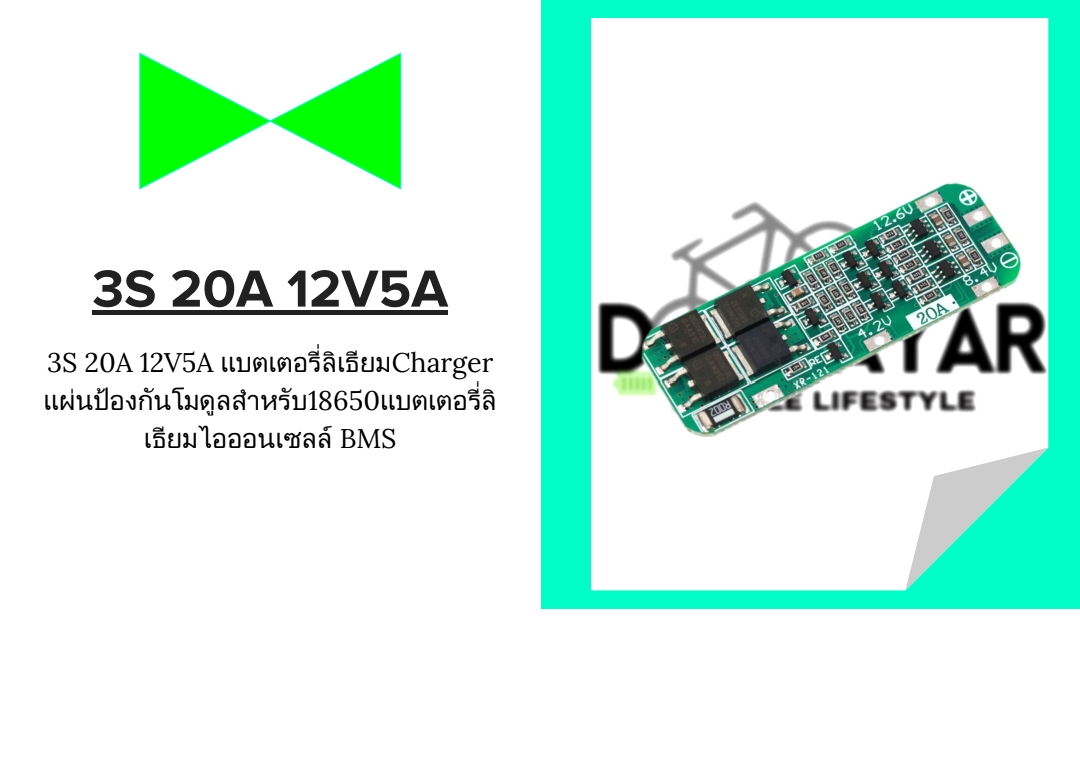 3S 20A 12V5A
3S 20A 12V5A แบตเตอรี่ลิเธียมCharger
แผ่นป้องกันโมดูลสำหรับ18650แบตเตอรี่ลิ
เธียมไอออนเซลล์ BMS
12.6V
8.4V
20A
4.2V
XR-121
R002
YAR
LIFESTYLE